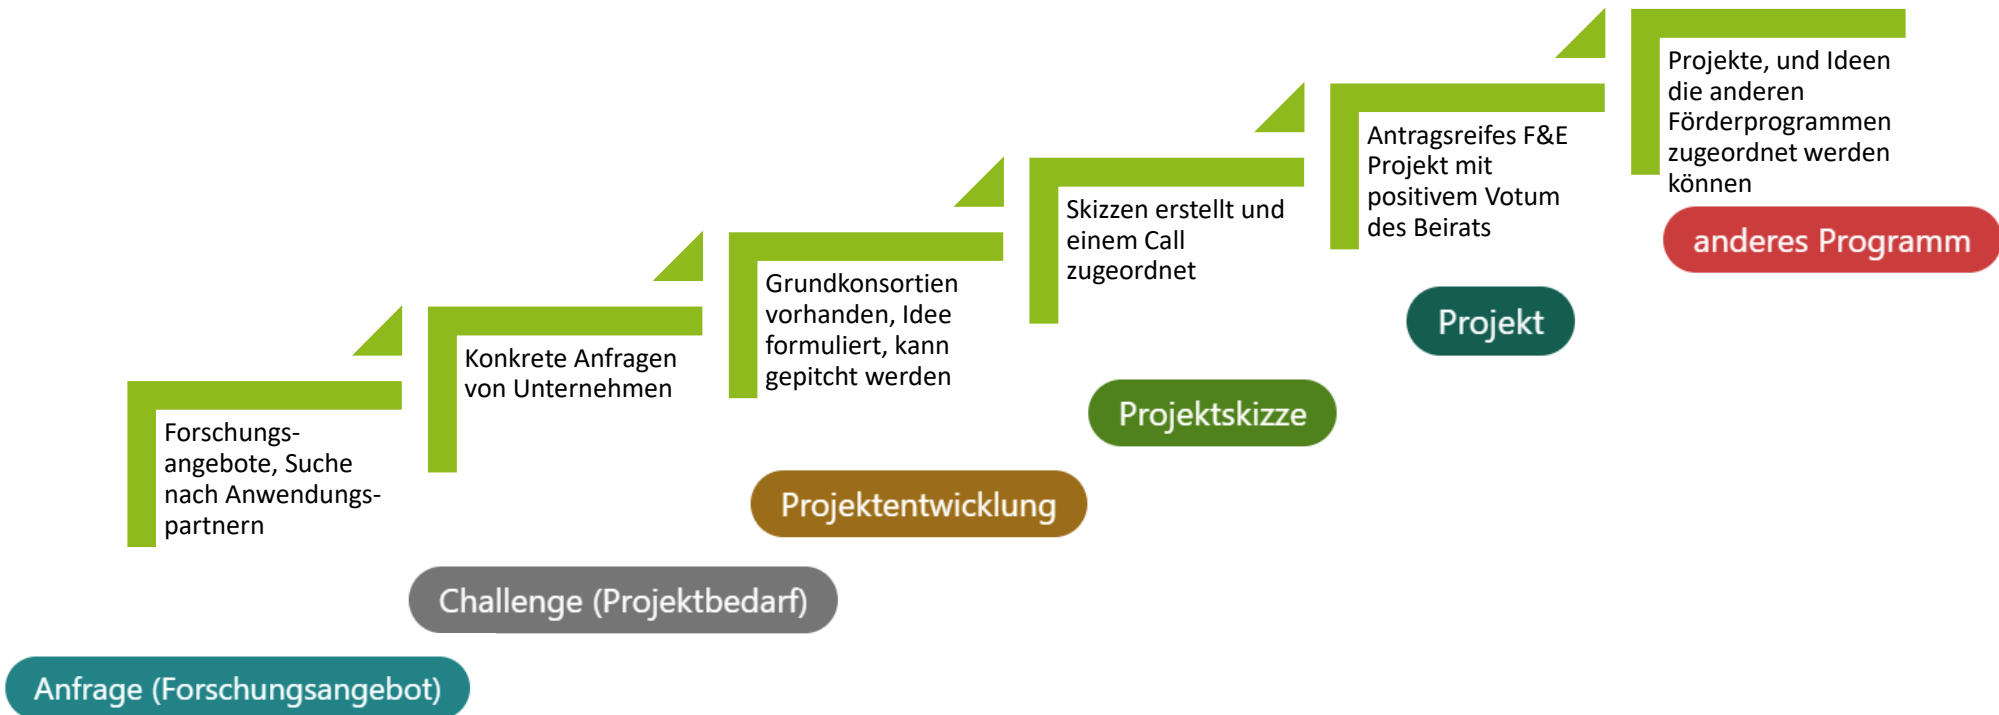 Forschungs-
angebote, Suche
nach Anwendungs-
partnern
Anfrage (Forschungsangebot)
Konkrete Anfragen
von Unternehmen
Challenge (Projektbedarf)
Grundkonsortien
vorhanden, Idee
formuliert, kann
gepitcht werden
Projektentwicklung
Skizzen erstellt und
einem Call
zugeordnet
Projektskizze
Antragsreifes F&E
Projekt mit
positivem Votum
des Beirats
Projekt
Projekte, und Ideen
die anderen
Förderprogrammen
zugeordnet werden
können
anderes Programm